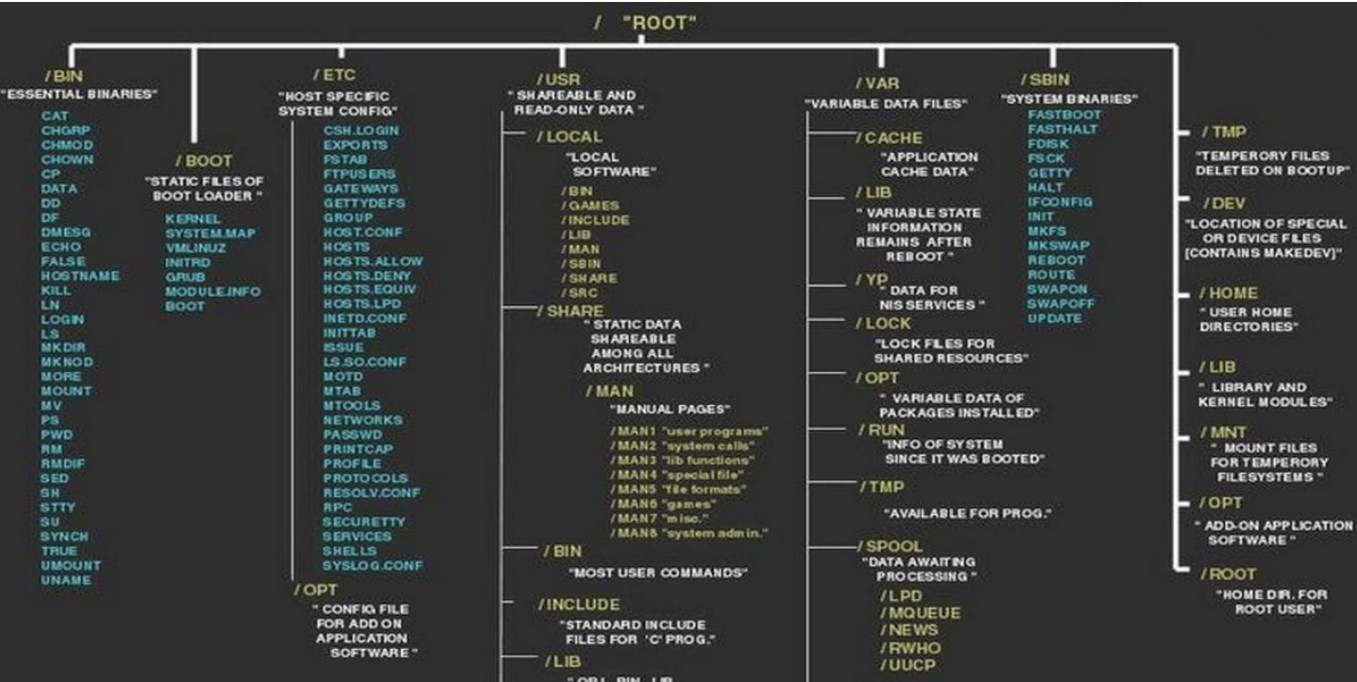 / "ROOT"
/BIN
"ESSENTIAL BINARIES"
CAT
CHGRP
CHMOD
CHOWN
CP
DATA
DD
DF
DMESG
ECHO
FALSE
HOSTNAME
KILL
LN
LOGIN
LS
MKDIR
MKNOD
MORE
MOUNT
MV
PS
PWD
RM
RMDIF
SED
SH
STTY
SU
SYNCH
TRUE
UMOUNT
UNAME
/BOOT
"STATIC FILES OF
BOOT LOADER "
KERNEL
SYSTEM.MAP
VMLINUZ
INITRD
GRUB
MODULE.INFO
BOOT
/ETC
"HOST SPECIFIC
SYSTEM CONFIG"
CSH.LOGIN
EXPORTS
FSTAB
FTPUSERS
GATEWAYS
GETTYDEFS
GROUP
HOST.CONF
HOSTS
HOSTS.ALLOW
HOSTS.DENY
HOSTS.EQUIV
HOSTS.LPD
INETD.CONF
INITTAB
ISSUE
LS.SO.CONF
MOTD
MTAB
MTOOLS
NETWORKS
PASSWD
PRINTCAP
PROFILE
PROTOCOLS
RESOLV.CONF
RPC
SECURETTY
SERVICES
SHELLS
SYSLOG.CONF
/OPT
" CONFIG FILE
FOR ADD ON
APPLICATION
SOFTWARE "
/USR
" SHAREABLE AND
READ-ONLY DATA "
/LOCAL
"LOCAL
SOFTWARE"
/BIN
/GAMES
/INCLUDE
/LIB
/MAN
/SBIN
/SHARE
/SRC
/SHARE
" STATIC DATA
SHAREABLE
AMONG ALL
ARCHITECTURES "
/MAN
"MANUAL PAGES"
/MAN1 "user programs"
/MAN2 "system calls"
/MAN3 "lib functions"
/MAN4 "special file"
/MAN5 "file formats"
/MAN6 "games"
/MAN7 "misc."
/MAN8 "system admin."
/BIN
"MOST USER COMMANDS"
/INCLUDE
"STANDARD INCLUDE
FILES FOR 'C' PROG."
/LIB
/VAR
"VARIABLE DATA FILES"
/CACHE
"APPLICATION
CACHE DATA"
/LIB
" VARIABLE STATE
INFORMATION
REMAINS AFTER
REBOOT "
/YP
" DATA FOR
NIS SERVICES "
/LOCK
"LOCK FILES FOR
SHARED RESOURCES"
/OPT
" VARIABLE DATA OF
PACKAGES INSTALLED"
/RUN
"INFO OF SYSTEM
SINCE IT WAS BOOTED"
/TMP
"AVAILABLE FOR PROG."
/SPOOL
"DATA AWAITING
PROCESSING "
/LPD
/MQUEUE
/NEWS
/RWHO
/UUCP
/SBIN
"SYSTEM BINARIES"
FASTBOOT
FASTHALT
FDISK
FSCK
GETTY
HALT
IFCONFIG
INIT
MKFS
MKSWAP
REBOOT
ROUTE
SWAPON
SWAPOFF
UPDATE
/TMP
"TEMPERORY FILES
DELETED ON BOOTUP"
/DEV
"LOCATION OF SPECIAL
OR DEVICE FILES
[CONTAINS MAKEDEV]"
/HOME
" USER HOME
DIRECTORIES"
/LIB
" LIBRARY AND
KERNEL MODULES"
/MNT
" MOUNT FILES
FOR TEMPERORY
FILESYSTEMS "
/OPT
" ADD-ON APPLICATION
SOFTWARE "
/ROOT
"HOME DIR. FOR
ROOT USER"